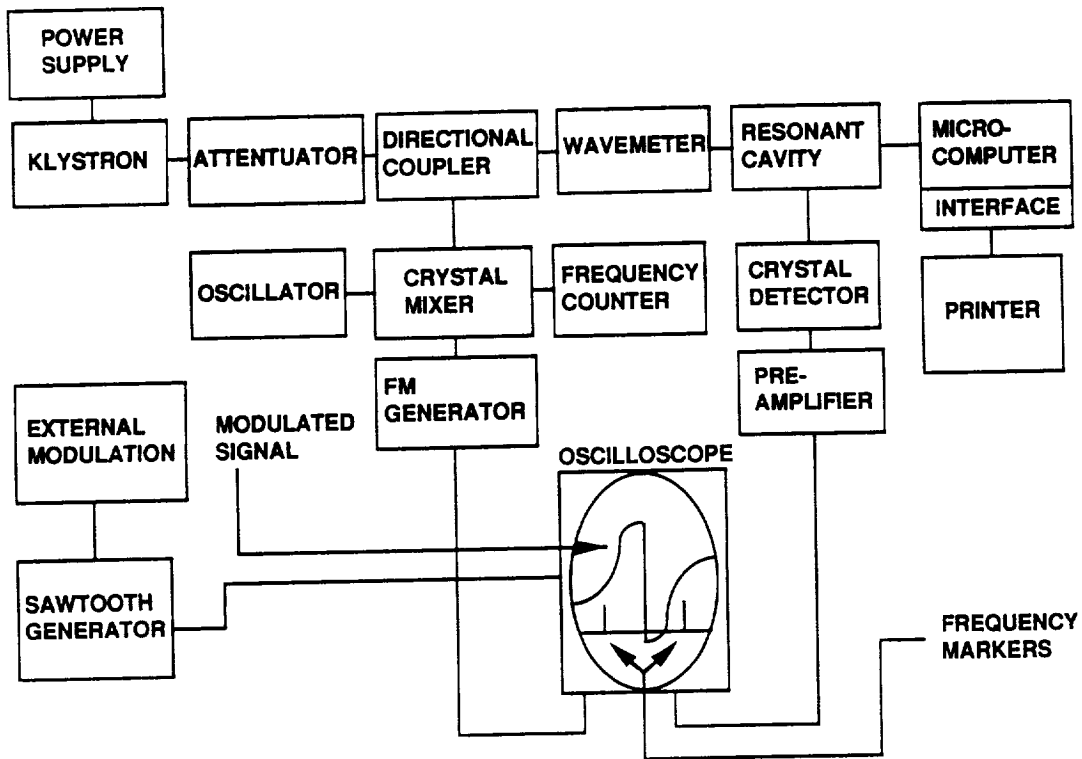 POWER
SUPPLY
KLYSTRON
ATTENTUATOR
DIRECTIONAL
COUPLER
WAVEMETER
RESONANT
CAVITY
MICRO-
COMPUTER
INTERFACE
OSCILLATOR
CRYSTAL
MIXER
FREQUENCY
COUNTER
CRYSTAL
DETECTOR
PRINTER
EXTERNAL
MODULATION
MODULATED
SIGNAL
FM
GENERATOR
PRE-
AMPLIFIER
OSCILLOSCOPE
SAWTOOTH
GENERATOR
FREQUENCY
MARKERS